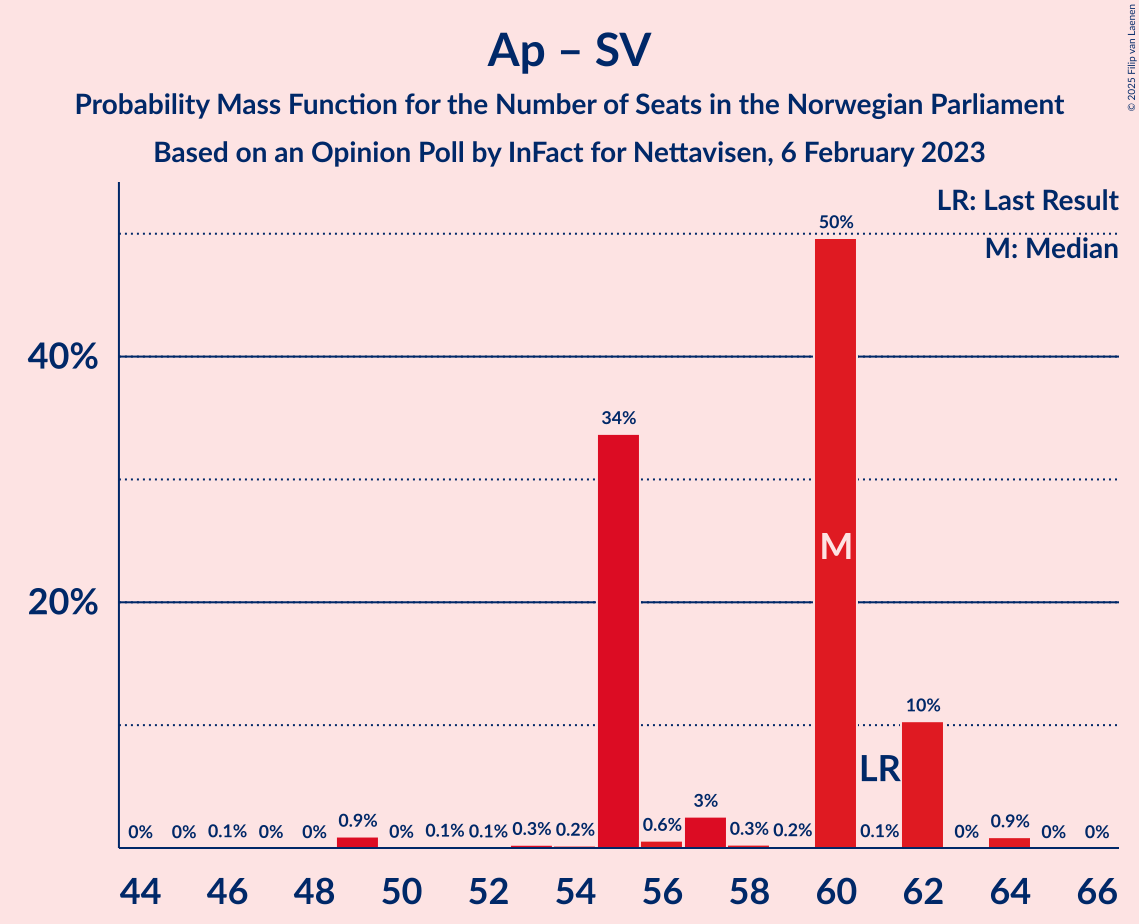 Ap – SV
Probability Mass Function for the Number of Seats in the Norwegian Parliament
Based on an Opinion Poll by InFact for Nettavisen, 6 February 2023
© 2025 Filip van Laenen
LR: Last Result
M: Median
50%
40%
34%
M
20%
10%
LR
0% 0% 0.1% 0% 0% 0.9% 0% 0.1% 0.1% 0.3% 0.2% 0.6% 3% 0.3% 0.2% 0.1% 0% 0.9% 0% 0%
44 46 48 50 52 54 56 58 60 62 64 66